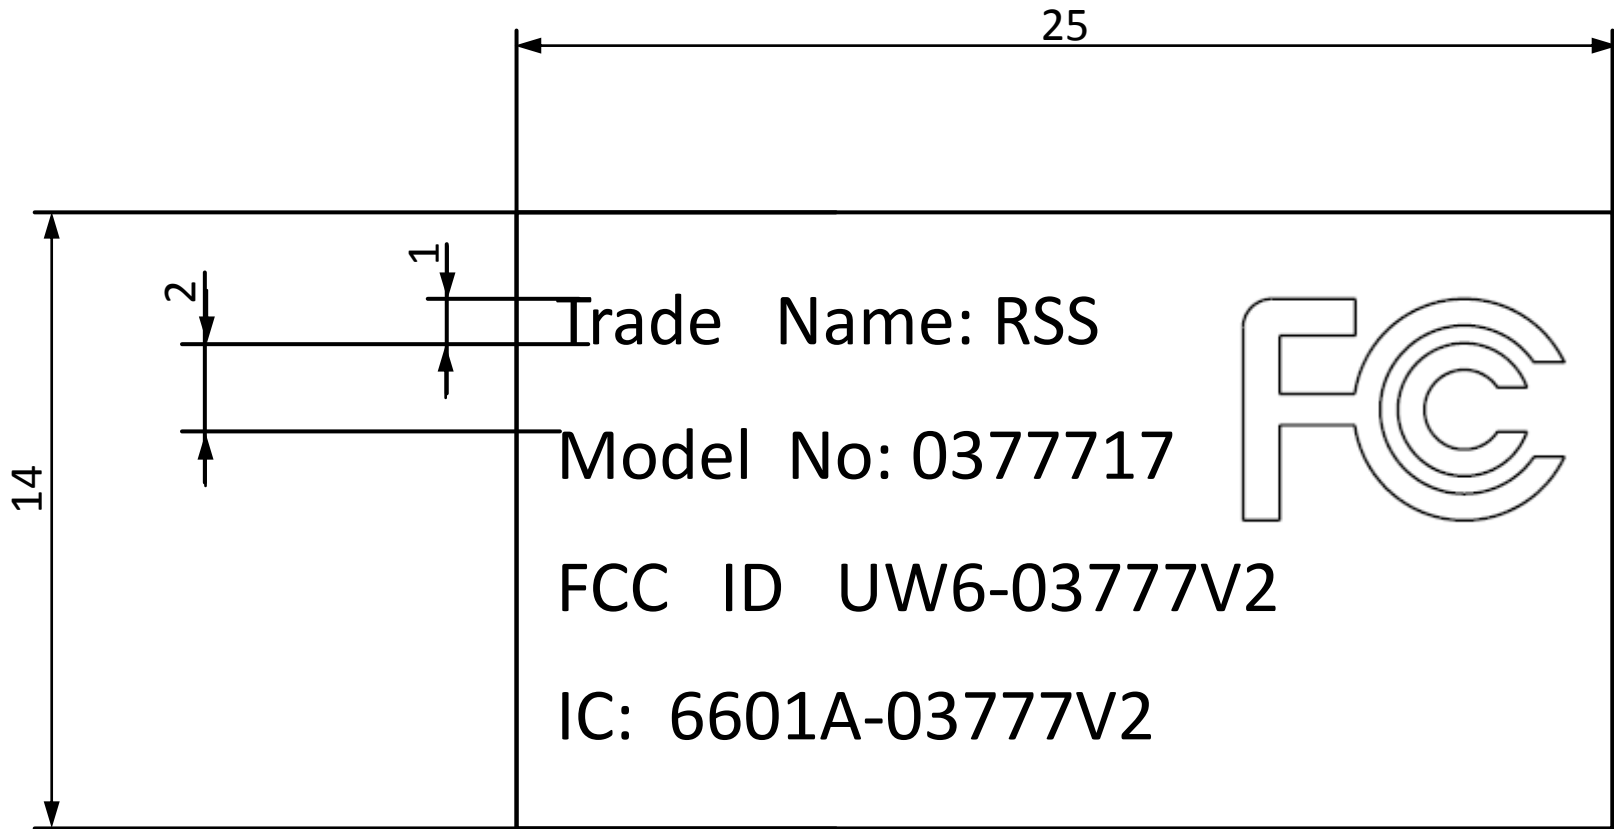 25
1
2
14
Trade Name: RSS
Model No: 0377717
FCC ID UW6-03777V2
IC: 6601A-03777V2
FC